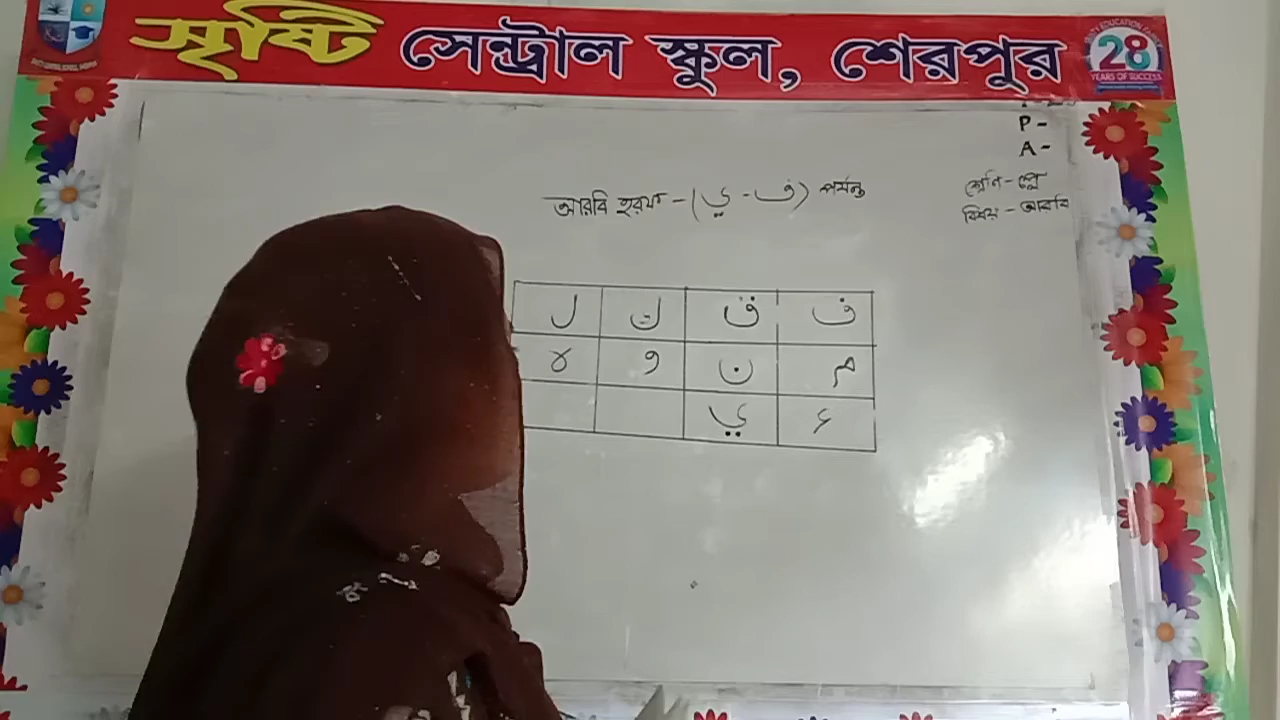 সৃষ্টি সেন্ট্রাল স্কুল, শেরপুর
28
YEARS OF SUCCESS
P-
A-
শ্রেণি - প্লে
বিষয় - আরবি
আরবি হরফ - (ف - ي) পর্যন্ত
ف ق ك ل
م ن و ه
ء ي